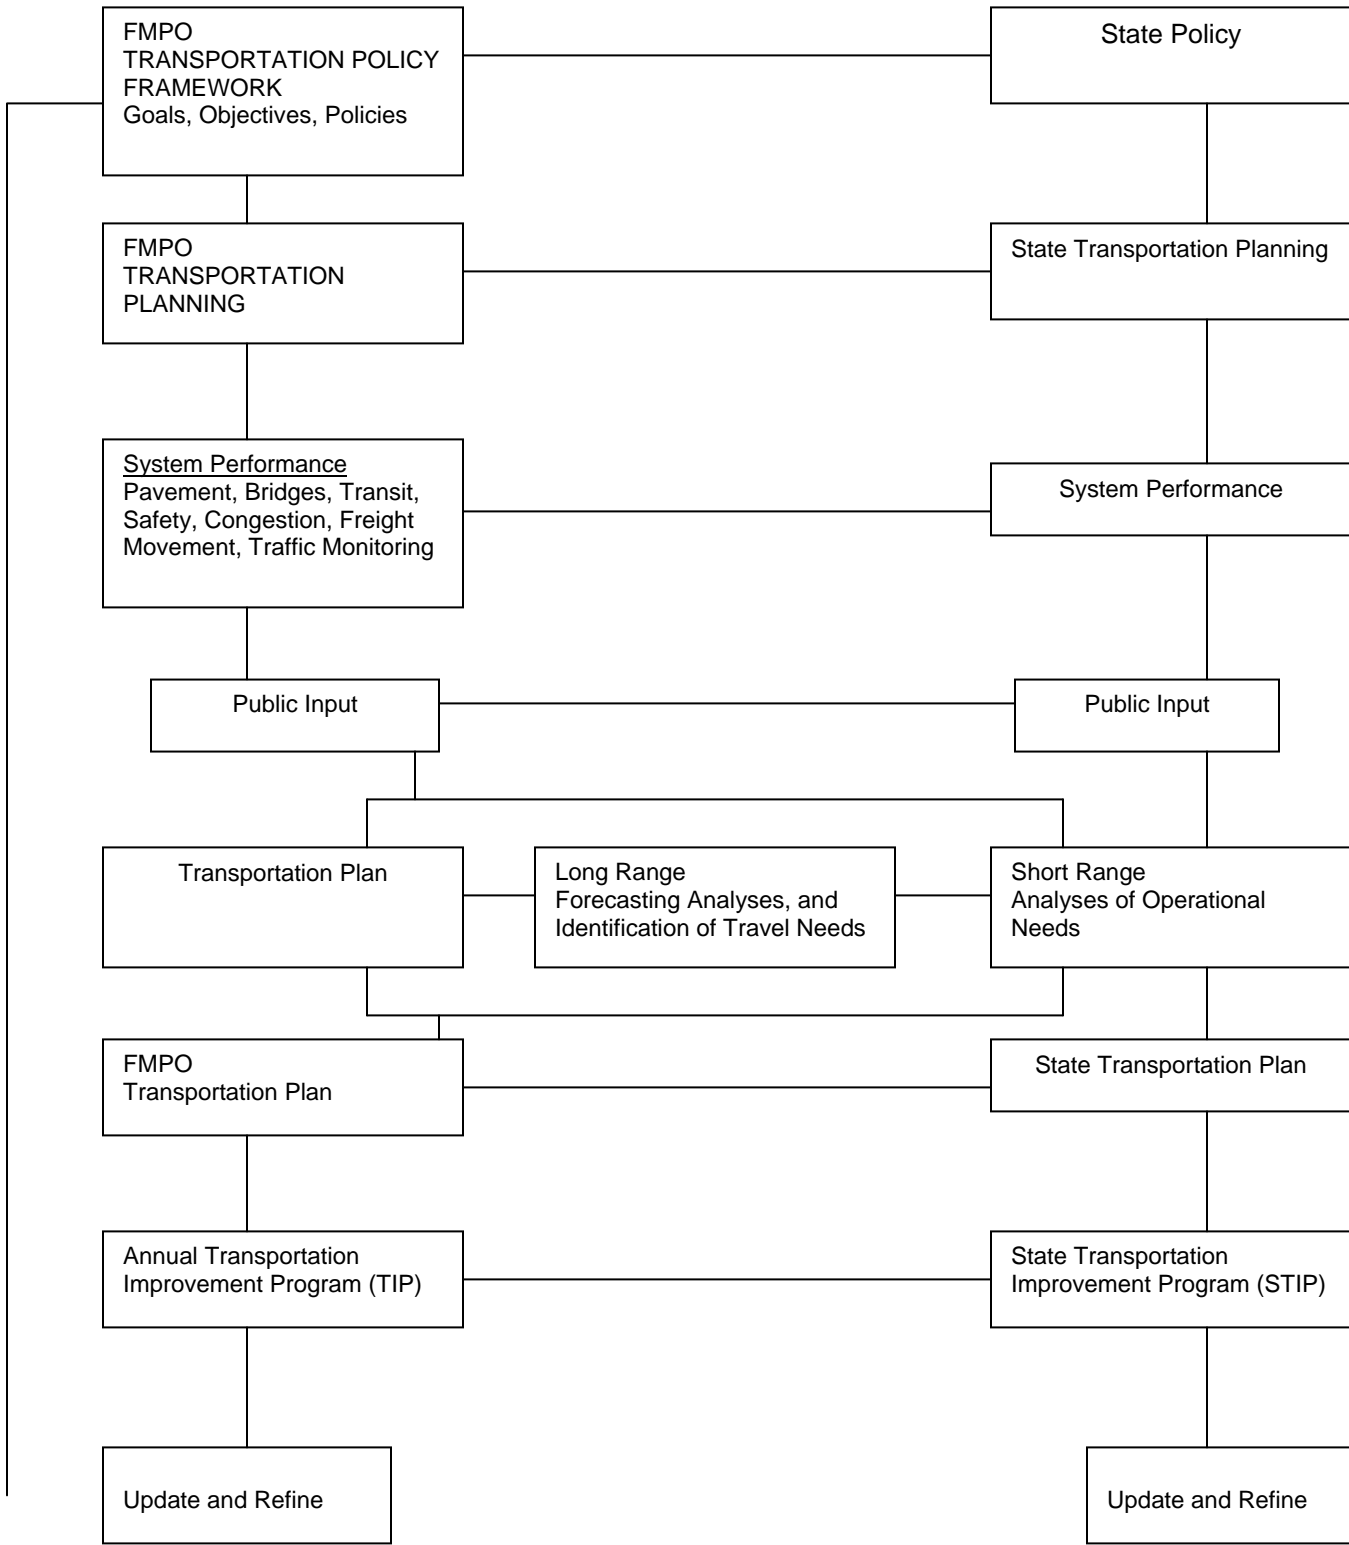 FMPO
TRANSPORTATION POLICY
FRAMEWORK
Goals, Objectives, Policies
State Policy
FMPO
TRANSPORTATION
PLANNING
State Transportation Planning
System Performance
Pavement, Bridges, Transit,
Safety, Congestion, Freight
Movement, Traffic Monitoring
System Performance
Public Input
Public Input
Transportation Plan
Long Range
Forecasting Analyses, and
Identification of Travel Needs
Short Range
Analyses of Operational
Needs
FMPO
Transportation Plan
State Transportation Plan
Annual Transportation
Improvement Program (TIP)
State Transportation
Improvement Program (STIP)
Update and Refine
Update and Refine